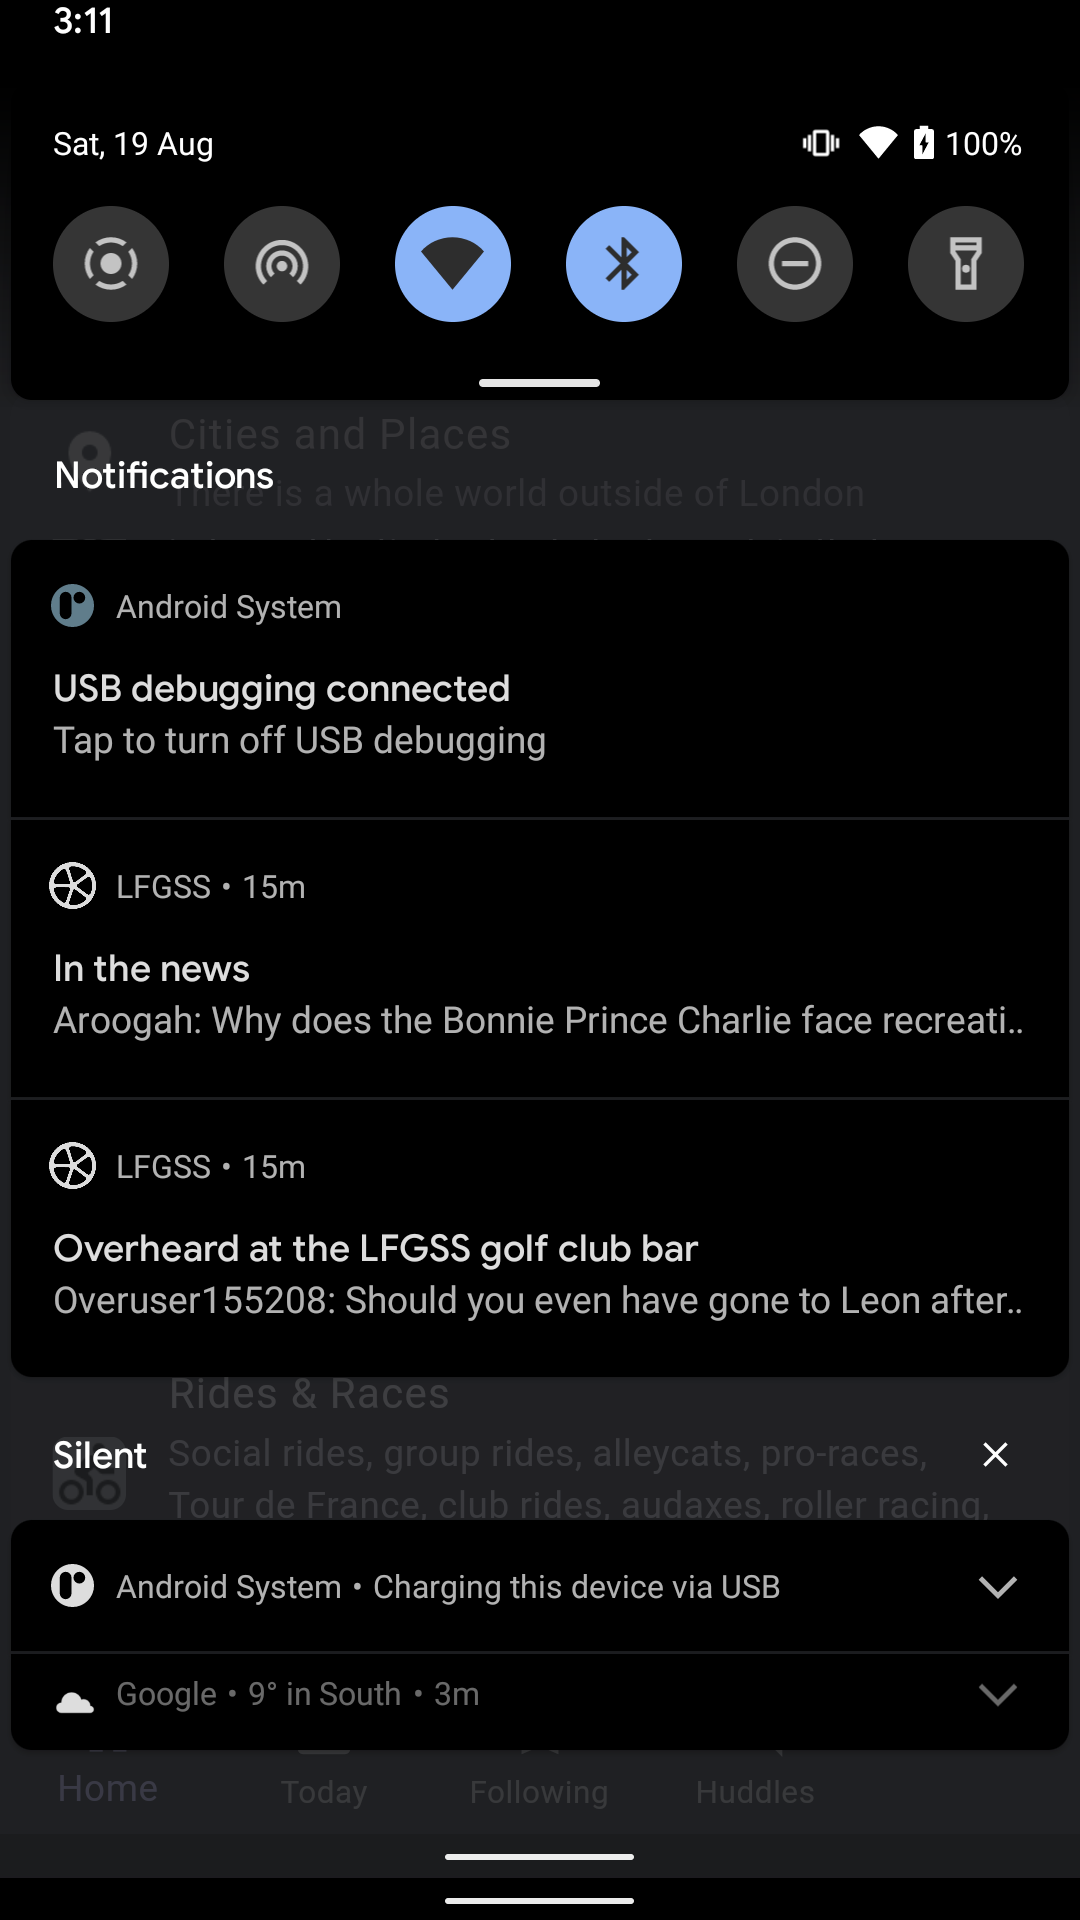 3:11
Sat, 19 Aug
100%
Cities and Places
Notifications
There is a whole world outside of London
Android System
USB debugging connected
Tap to turn off USB debugging
LFGSS • 15m
In the news
Aroogah: Why does the Bonnie Prince Charlie face recreati..
LFGSS • 15m
Overheard at the LFGSS golf club bar
Overuser155208: Should you even have gone to Leon after..
Rides & Races
Silent
Social rides, group rides, alleycats, pro-races,
Tour de France, club rides, audaxes, roller racing,
Android System • Charging this device via USB
Google • 9° in South • 3m
Home
Today
Following
Huddles